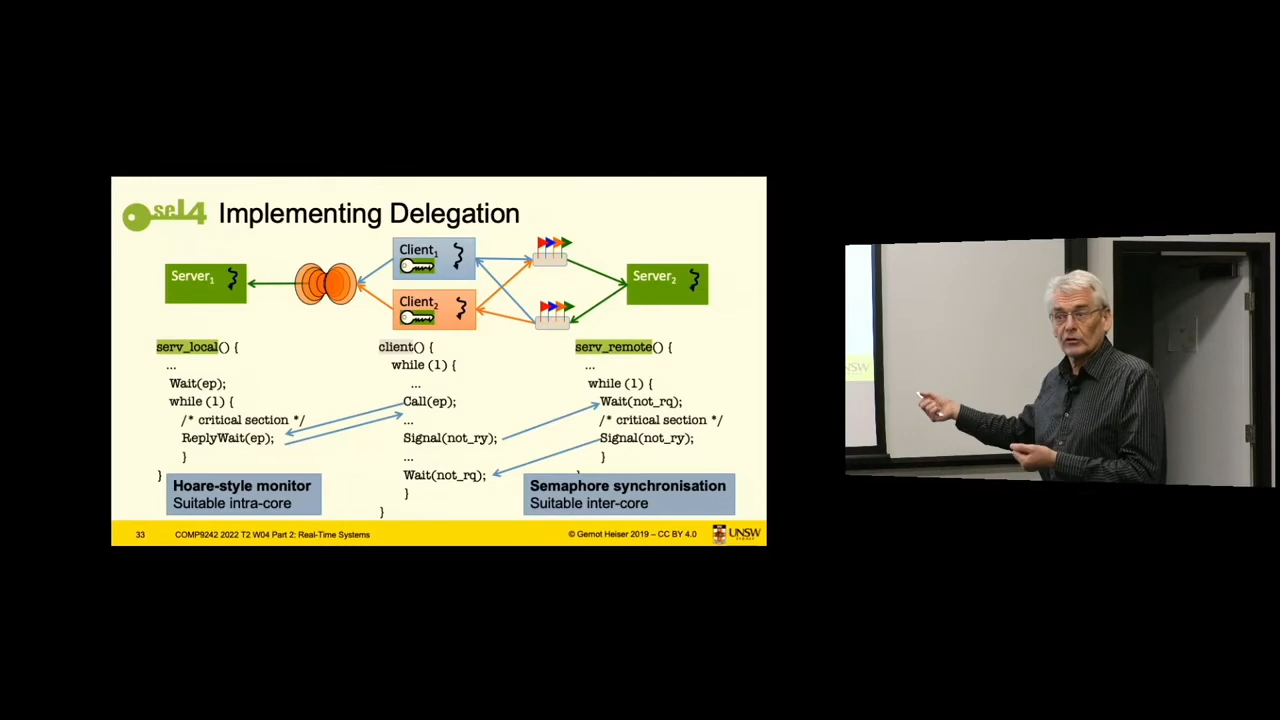 seL4 Implementing Delegation
Server₁
Client₁
Client₂
Server₂
serv_local() {
...
Wait(ep);
while (1) {
/* critical section */
ReplyWait(ep);
}
}
Hoare-style monitor
Suitable intra-core
client() {
while (1) {
...
Call(ep);
...
Signal(not_ry);
...
Wait(not_rq);
}
}
serv_remote() {
...
while (1) {
Wait(not_rq);
/* critical section */
Signal(not_ry);
}
Semaphore synchronisation
Suitable inter-core
33 COMP9242 2022 T2 W04 Part 2: Real-Time Systems © Gernot Heiser 2019 – CC BY 4.0 UNSW
UNSW